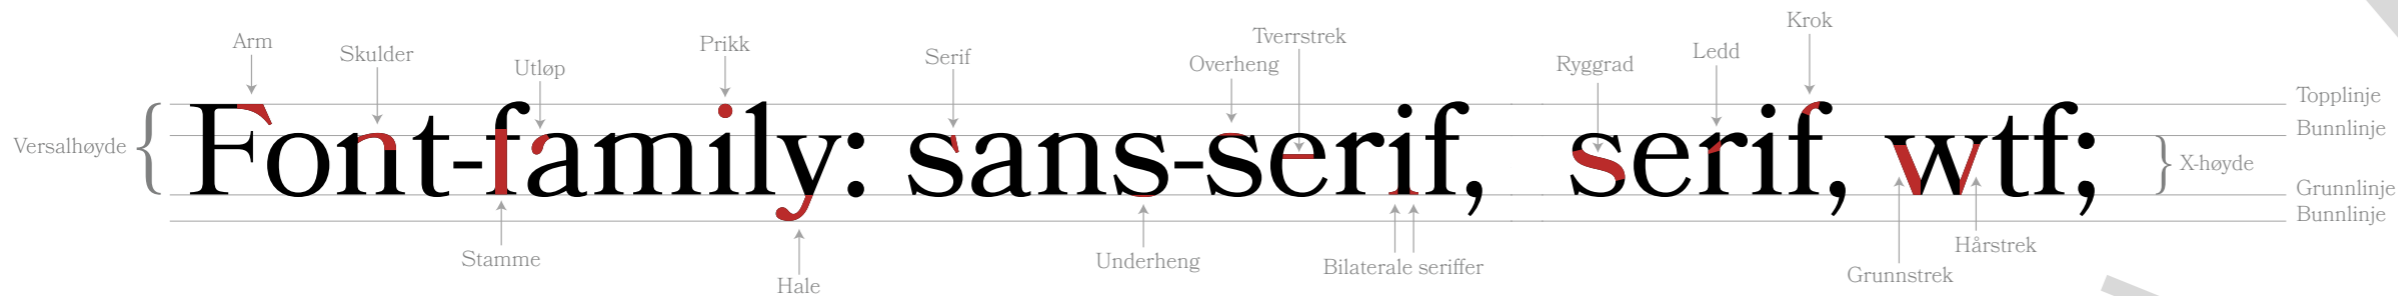 Arm
Skulder
Utløp
Prikk
Serif
Overheng
Tverrstrek
Ryggrad
Ledd
Krok
Versalhøyde
Font-family: sans-serif, serif, wtf;
Topplinje
Bunnlinje
X-høyde
Grunnlinje
Bunnlinje
Stamme
Hale
Underheng
Bilaterale seriffer
Grunnstrek
Hårstrek